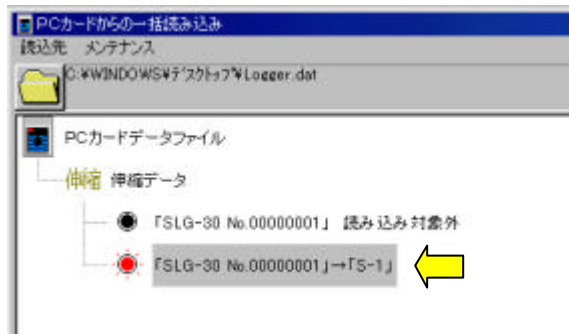 PCカードからの一括読み込み
読込先 メンテナンス
C:¥WINDOWS¥ﾃﾞｽｸﾄｯﾌﾟ¥Logger.dat
PCカードデータファイル
伸縮 伸縮データ
「SLG-30 No.00000001」 読み込み対象外
「SLG-30 No.00000001」→「S-1」